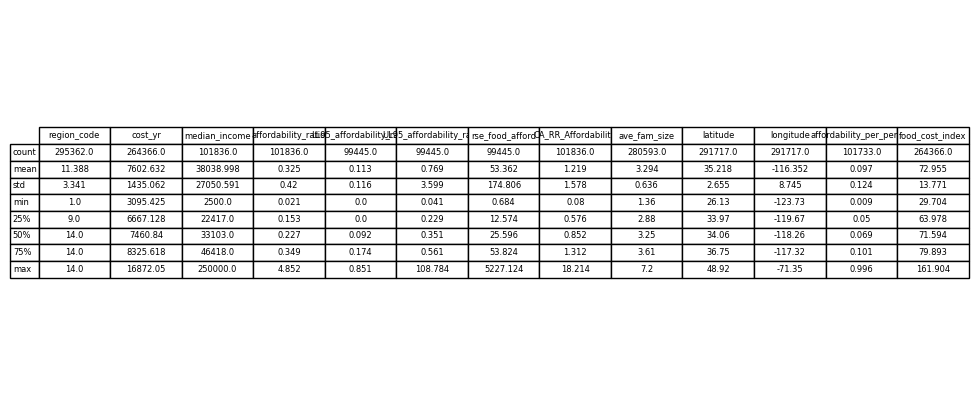 region_code cost_yr median_income affordability_ratio LL95_affordability_ra UL95_affordability_ra rse_food_afford CA_RR_Affordabilit ave_fam_size latitude longitude affordability_per_per food_cost_index
count 295362.0 264366.0 101836.0 101836.0 99445.0 99445.0 99445.0 101836.0 280593.0 291717.0 291717.0 101733.0 264366.0
mean 11.388 7602.632 38038.998 0.325 0.113 0.769 53.362 1.219 3.294 35.218 -116.352 0.097 72.955
std 3.341 1435.062 27050.591 0.42 0.116 3.599 174.806 1.578 0.636 2.655 8.745 0.124 13.771
min 1.0 3095.425 2500.0 0.021 0.0 0.041 0.684 0.08 1.36 26.13 -123.73 0.009 29.704
25% 9.0 6667.128 22417.0 0.153 0.0 0.229 12.574 0.576 2.88 33.97 -119.67 0.05 63.978
50% 14.0 7460.84 33103.0 0.227 0.092 0.351 25.596 0.852 3.25 34.06 -118.26 0.069 71.594
75% 14.0 8325.618 46418.0 0.349 0.174 0.561 53.824 1.312 3.61 36.75 -117.32 0.101 79.893
max 14.0 16872.05 250000.0 4.852 0.851 108.784 5227.124 18.214 7.2 48.92 -71.35 0.996 161.904